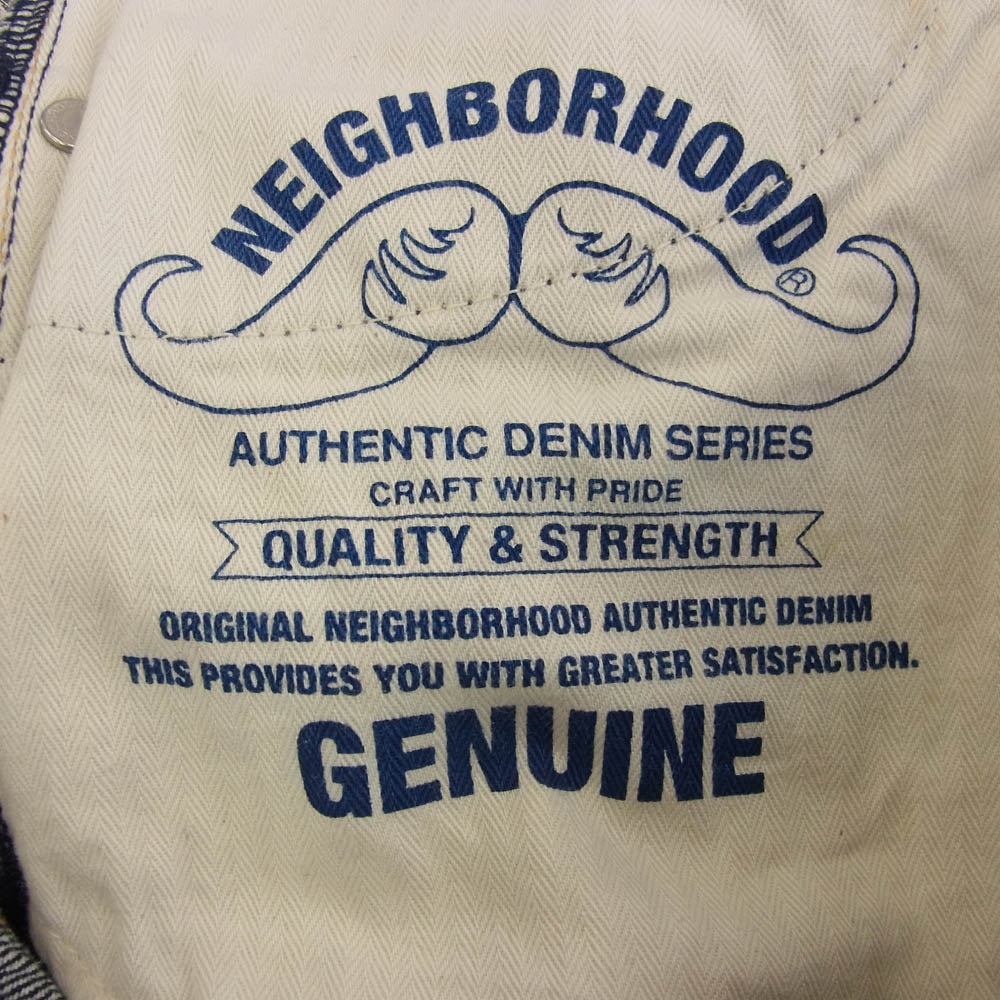 NEIGHBORHOOD®
AUTHENTIC DENIM SERIES
CRAFT WITH PRIDE
QUALITY & STRENGTH
ORIGINAL NEIGHBORHOOD AUTHENTIC DENIM
THIS PROVIDES YOU WITH GREATER SATISFACTION.
GENUINE